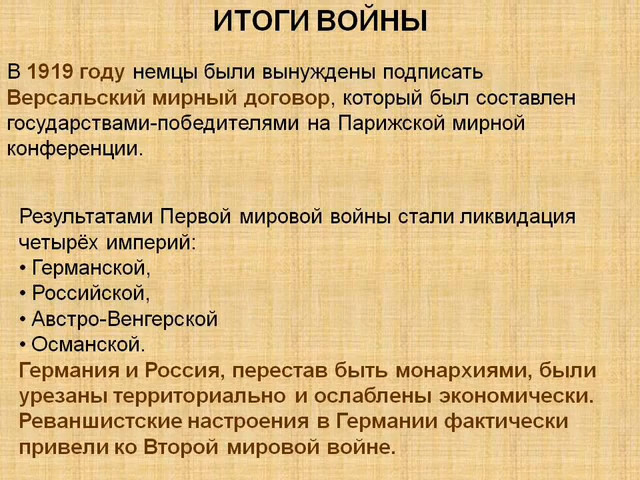 ИТОГИ ВОЙНЫ
В 1919 году немцы были вынуждены подписать
Версальский мирный договор, который был составлен
государствами-победителями на Парижской мирной
конференции.
Результатами Первой мировой войны стали ликвидация
четырёх империй:
• Германской,
• Российской,
• Австро-Венгерской
• Османской.
Германия и Россия, перестав быть монархиями, были
урезаны территориально и ослаблены экономически.
Реваншистские настроения в Германии фактически
привели ко Второй мировой войне.